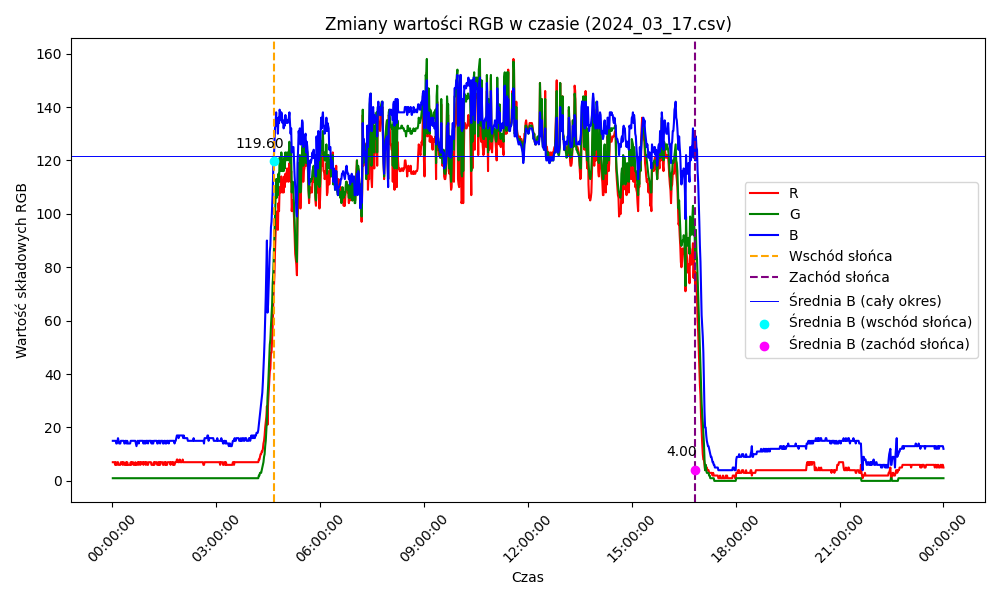 Zmiany wartości RGB w czasie (2024_03_17.csv)
Wartość składowych RGB
160
140
120
100
80
60
40
20
0
119.60
4.00
R
G
B
Wschód słońca
Zachód słońca
Średnia B (cały okres)
Średnia B (wschód słońca)
Średnia B (zachód słońca)
00:00:00
03:00:00
06:00:00
09:00:00
12:00:00
15:00:00
18:00:00
21:00:00
00:00:00
Czas